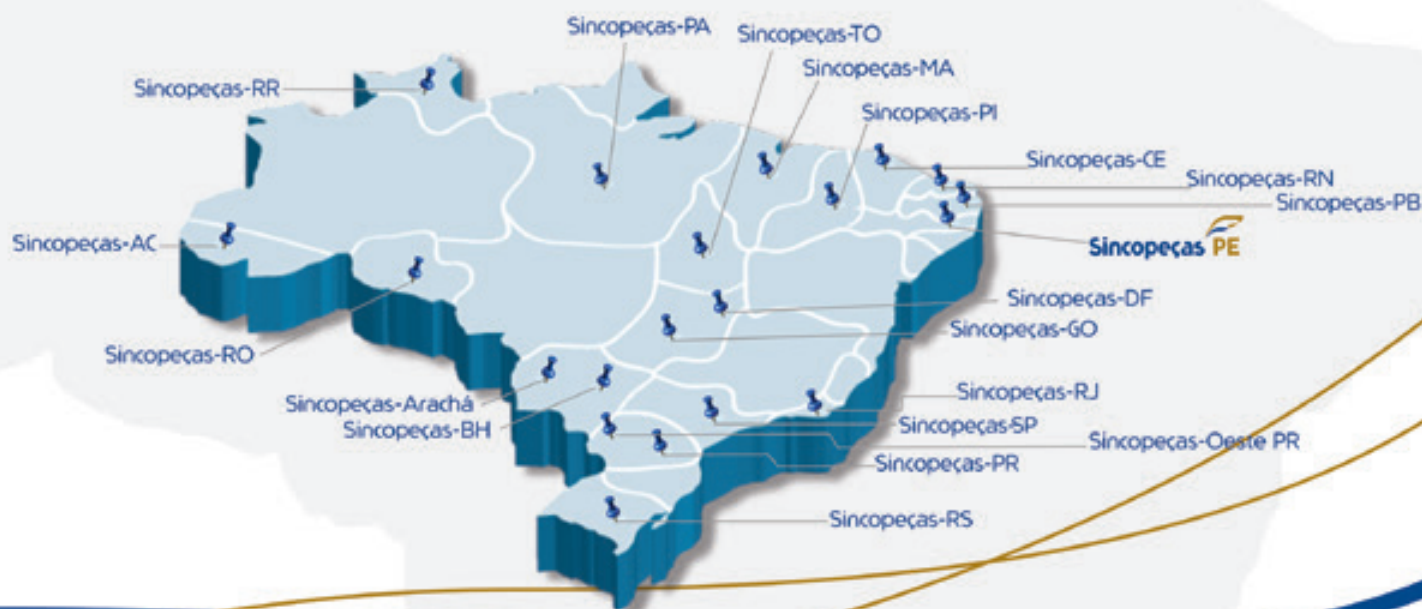 Sincopeças-PA
Sincopeças-TO
Sincopeças-MA
Sincopeças-RR
Sincopeças-PI
Sincopeças-CE
Sincopeças-RN
Sincopeças-PB
Sincopeças-AC
Sincopeças PE
Sincopeças-DF
Sincopeças-GO
Sincopeças-RO
Sincopeças-RJ
Sincopeças-Arachá
Sincopeças-SP
Sincopeças-BH
Sincopeças-Oeste PR
Sincopeças-PR
Sincopeças-RS